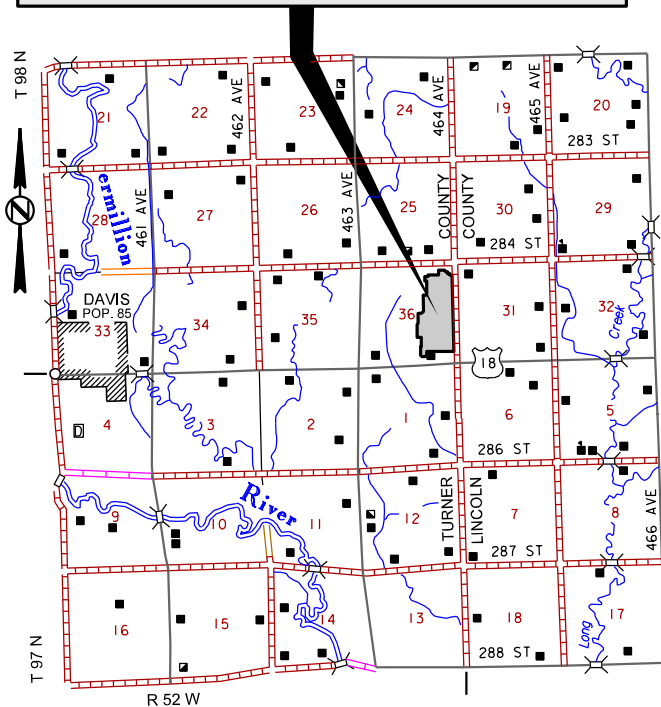 T 98 N
21
22
462 AVE
23
24
464 AVE
19
465 AVE
20
283 ST
ermillion
28
461 AVE
27
26
463 AVE
25
COUNTY
COUNTY
30
284 ST
29
DAVIS
POP. 85
33
34
35
36
31
32
Creek
18
4
3
2
1
6
5
286 ST
River
9
10
11
12
TURNER
LINCOLN
7
287 ST
8
466 AVE
16
15
14
13
18
288 ST
Long
17
T 97 N
R 52 W